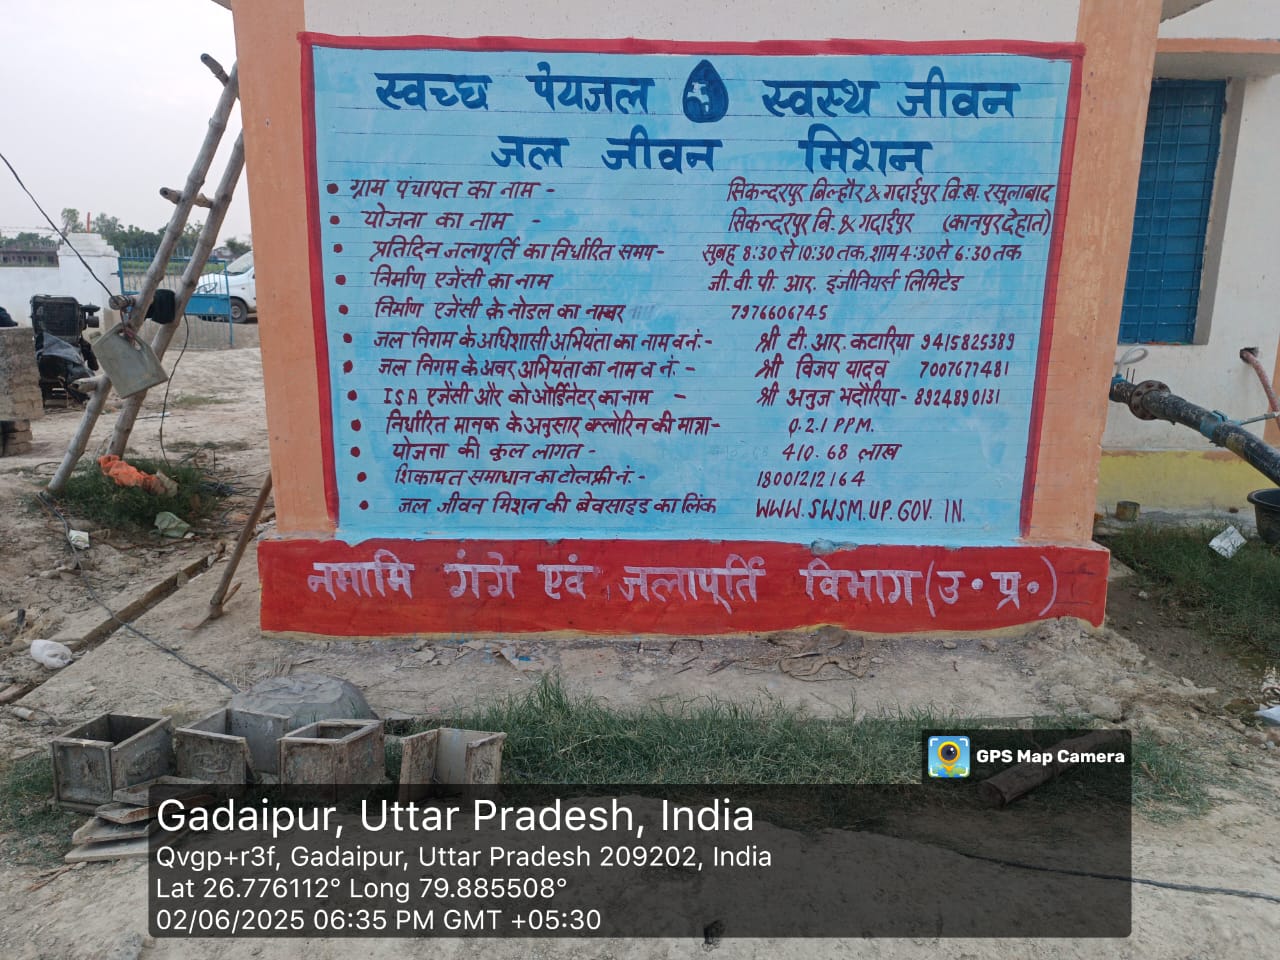 स्वच्छ पेयजल स्वस्थ जीवन
जल जीवन मिशन
• ग्राम पंचायत का नाम - सिकन्दरपुर बिल्हौर & गदाईपुर वि.ख. रसूलाबाद
• योजना का नाम - सिकन्दरपुर वि. & गदाईपुर (कानपुर देहात)
• प्रतिदिन जलापूर्ति का निर्धारित समय- सुबह 8:30 से 10:30 तक, शाम 4:30 से 6:30 तक
• निर्माण एजेंसी का नाम जी. वी. पी. आर. इंजीनियर्स लिमिटेड
• निर्माण एजेंसी के नोडल का नम्बर 7976606745
• जल निगम के अधिशासी अभियंता का नाम व नं.- श्री टी. आर. कटारिया 9415825389
• जल निगम के अवर अभियंता का नाम व नं. - श्री विजय यादव 7007677481
• ISA एजेंसी और को ऑर्डिनेटर का नाम - श्री अनुज भदौरिया - 8924890131
• निर्धारित मानक के अनुसार क्लोरिन की मात्रा- 0.2.1 PPM.
• योजना की कुल लागत - 410.68 लाख
• शिकायत समाधान का टोल फ्री नं.- 18001212164
• जल जीवन मिशन की बेवसाइड का लिंक WWW.SWSM.UP.GOV.IN.
नमामि गंगे एवं जलापूर्ति विभाग (उ॰ प्र॰)
GPS Map Camera
Gadaipur, Uttar Pradesh, India
Qvgp+r3f, Gadaipur, Uttar Pradesh 209202, India
Lat 26.776112° Long 79.885508°
02/06/2025 06:35 PM GMT +05:30